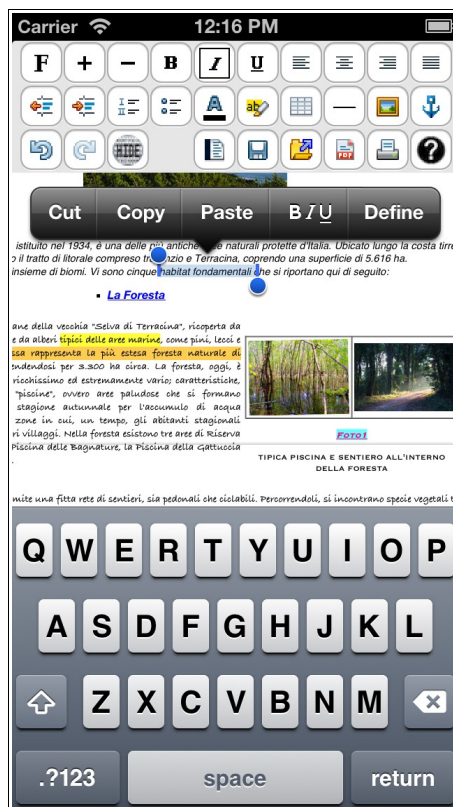 Carrier 12:16 PM
F + − B I U
A ab
HIDE PDF ?
Cut Copy Paste B I U Define
istituito nel 1934, è una delle più antiche naturali protette d'Italia. Ubicato lungo la costa tirre
o il tratto di litorale compreso tra Anzio e Terracina, coprendo una superficie di 5.616 ha.
insieme di biomi. Vi sono cinque habitat fondamentali che si riportano qui di seguito:
La Foresta
ane della vecchia "Selva di Terracina", ricoperta da
e da alberi tipici delle aree marine, come pini, lecci e
ssa rappresenta la più estesa foresta naturale di
endendosi per 3.300 ha circa. La foresta, oggi, è
ricchissimo ed estremamente vario; caratteristiche,
"piscine", ovvero aree paludose che si formano
stagione autunnale per l'accumulo di acqua
zone in cui, un tempo, gli abitanti stagionali
ri villaggi. Nella foresta esistono tre aree di Riserva
Piscina delle Bagnature, la Piscina della Gattuccia
.
Foto1
TIPICA PISCINA E SENTIERO ALL'INTERNO
DELLA FORESTA
mite una fitta rete di sentieri, sia pedonali che ciclabili. Percorrendoli, si incontrano specie vegetali t
Q W E R T Y U I O P
A S D F G H J K L
Z X C V B N M
.?123 space return